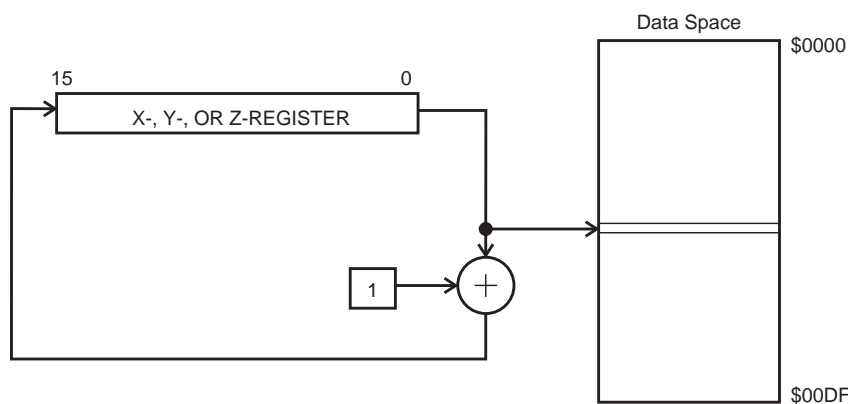 Data Space
$0000
15
0
X-, Y-, OR Z-REGISTER
1
+
$00DF